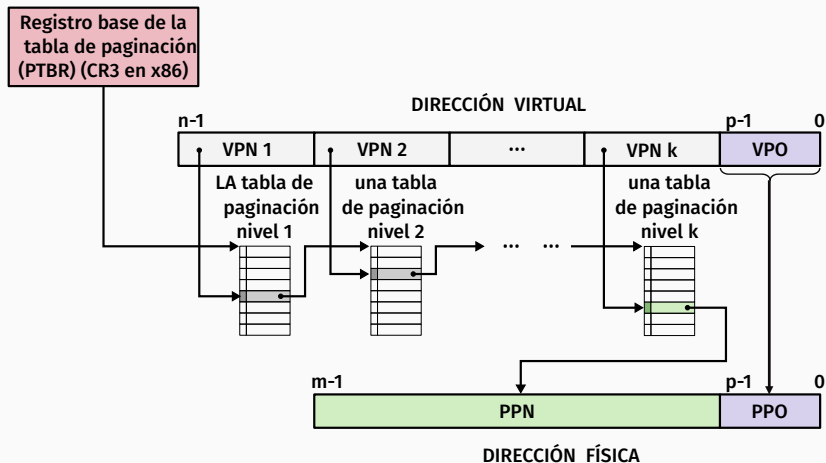 Registro base de la
tabla de paginación
(PTBR) (CR3 en x86)
DIRECCIÓN VIRTUAL
n-1
p-1
0
VPN 1
VPN 2
...
VPN k
VPO
LA tabla de
paginación
nivel 1
una tabla
de paginación
nivel 2
una tabla
de paginación
nivel k
... ...
m-1
p-1
0
PPN
PPO
DIRECCIÓN FÍSICA